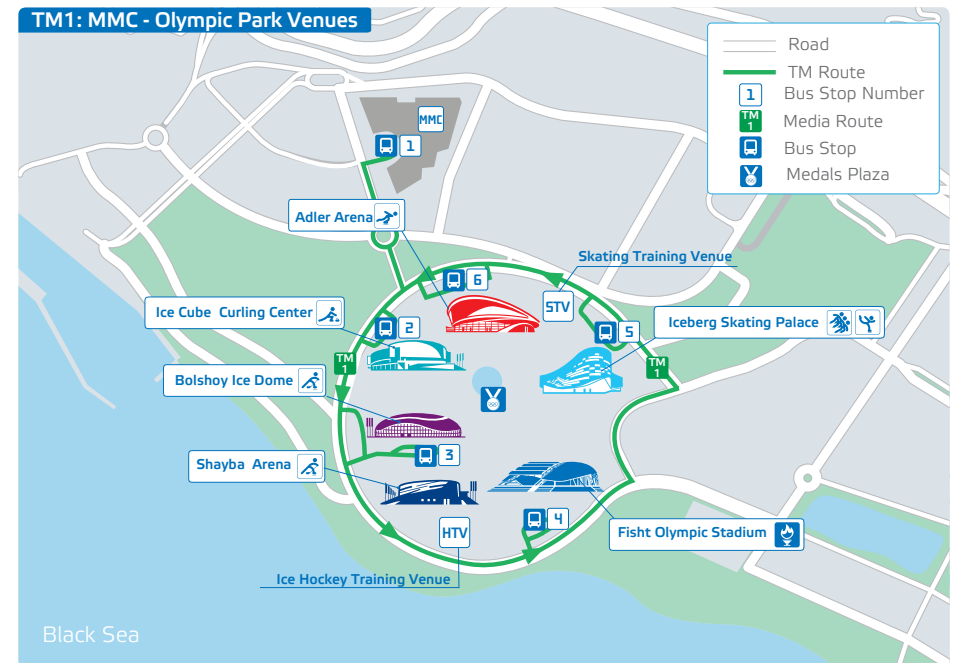 TM1: MMC - Olympic Park Venues
Road
TM Route
1
Bus Stop Number
TM
1
Media Route
Bus Stop
Medals Plaza
MMC
1
Adler Arena
Skating Training Venue
6
STV
Ice Cube Curling Center
2
5
Iceberg Skating Palace
TM
1
TM
1
Bolshoy Ice Dome
3
Shayba Arena
4
HTV
Fisht Olympic Stadium
Ice Hockey Training Venue
Black Sea